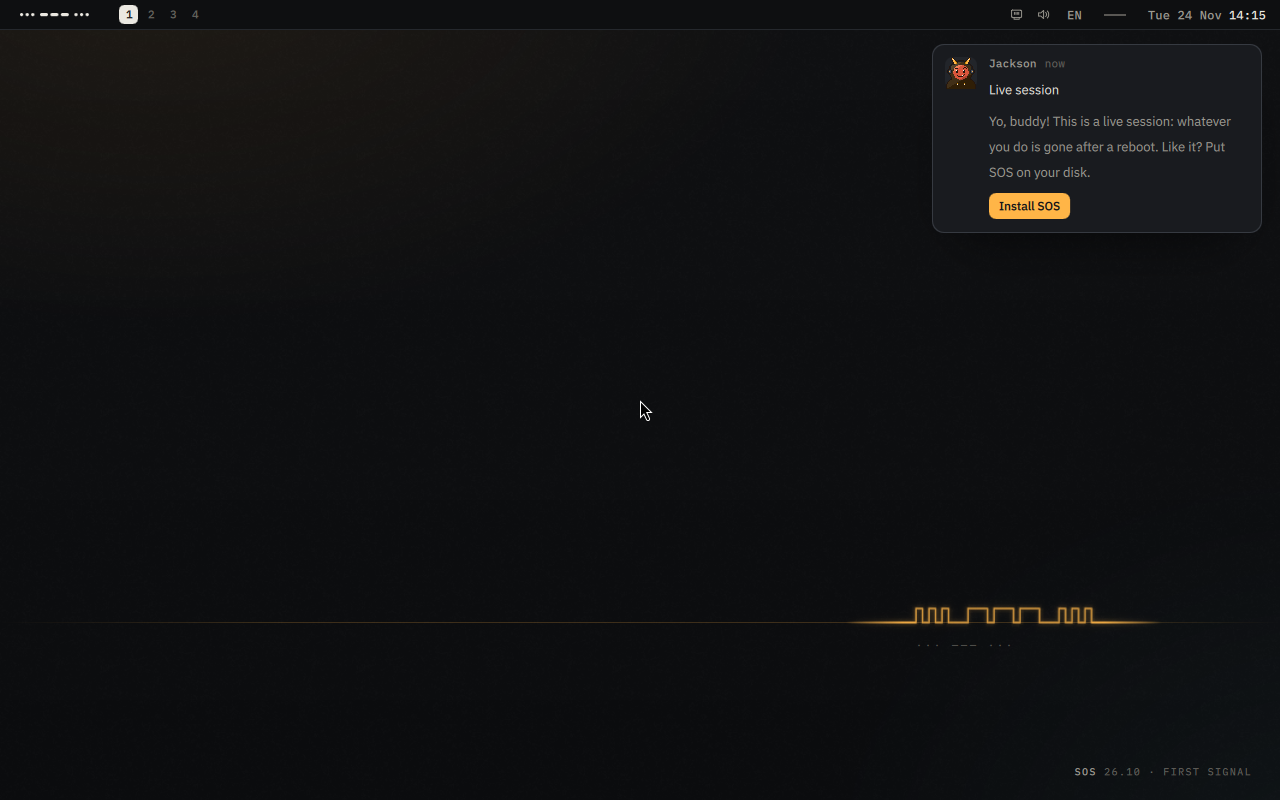 1 2 3 4
EN
Tue 24 Nov 14:15
Jackson now
Live session
Yo, buddy! This is a live session: whatever
you do is gone after a reboot. Like it? Put
SOS on your disk.
Install SOS
··· ––– ···
SOS 26.10 · FIRST SIGNAL